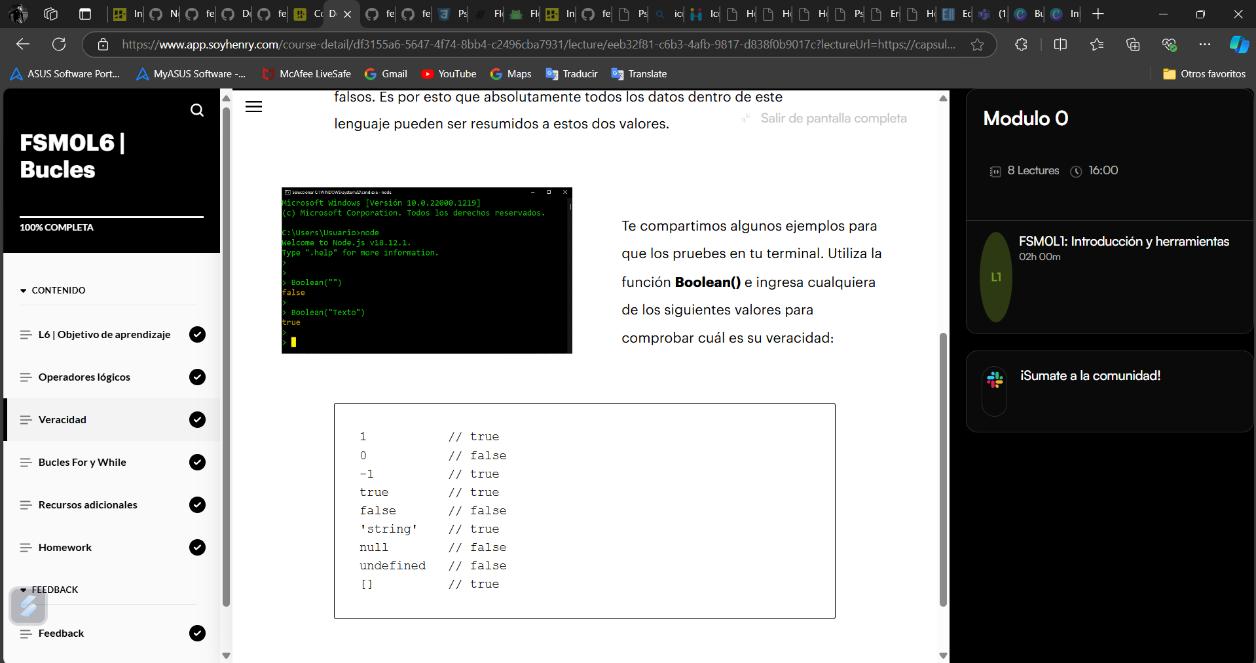 https://www.app.soyhenry.com/course-detail/df3155a6-5647-4f74-8bb4-c2496cba7931/lecture/eeb32f81-c6b3-4afb-9817-d838f0b9017c?lectureUrl=https://capsul...
ASUS Software Port...
MyASUS Software -...
McAfee LiveSafe
Gmail
YouTube
Maps
Traducir
Translate
Otros favoritos
FSM0L6 |
Bucles
100% COMPLETA
CONTENIDO
L6 | Objetivo de aprendizaje
Operadores lógicos
Veracidad
Bucles For y While
Recursos adicionales
Homework
FEEDBACK
Feedback
falsos. Es por esto que absolutamente todos los datos dentro de este
lenguaje pueden ser resumidos a estos dos valores.
Salir de pantalla completa
Microsoft Windows [Versión 10.0.22000.1219]
(c) Microsoft Corporation. Todos los derechos reservados.
C:\Users\Usuario>node
Welcome to Node.js v18.12.1.
Type ".help" for more information.
>
>
> Boolean("")
false
>
> Boolean("Texto")
true
>
>
Te compartimos algunos ejemplos para
que los pruebes en tu terminal. Utiliza la
función Boolean() e ingresa cualquiera
de los siguientes valores para
comprobar cuál es su veracidad:
1 // true
0 // false
-1 // true
true // true
false // false
'string' // true
null // false
undefined // false
[] // true
Modulo 0
8 Lectures
16:00
L1
FSM0L1: Introducción y herramientas
02h 00m
¡Sumate a la comunidad!